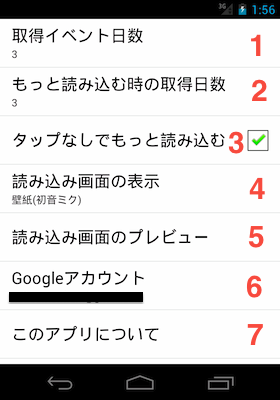 3G 1:56
取得イベント日数 1
3
もっと読み込む時の取得日数 2
3
タップなしでもっと読み込む 3
読み込み画面の表示 4
壁紙(初音ミク)
読み込み画面のプレビュー 5
Googleアカウント 6
このアプリについて 7